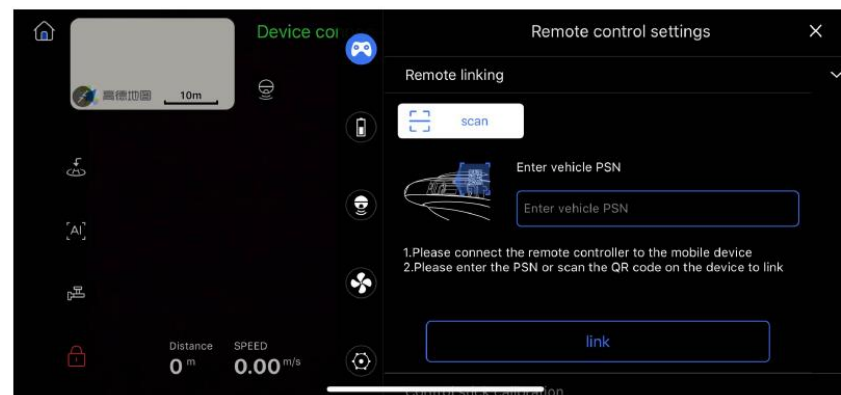 Device cor
Remote control settings
Remote linking
高德地圖
10m
scan
Enter vehicle PSN
Enter vehicle PSN
[AI]
1.Please connect the remote controller to the mobile device
2.Please enter the PSN or scan the QR code on the device to link
Distance
SPEED
0 m
0.00 m/s
link